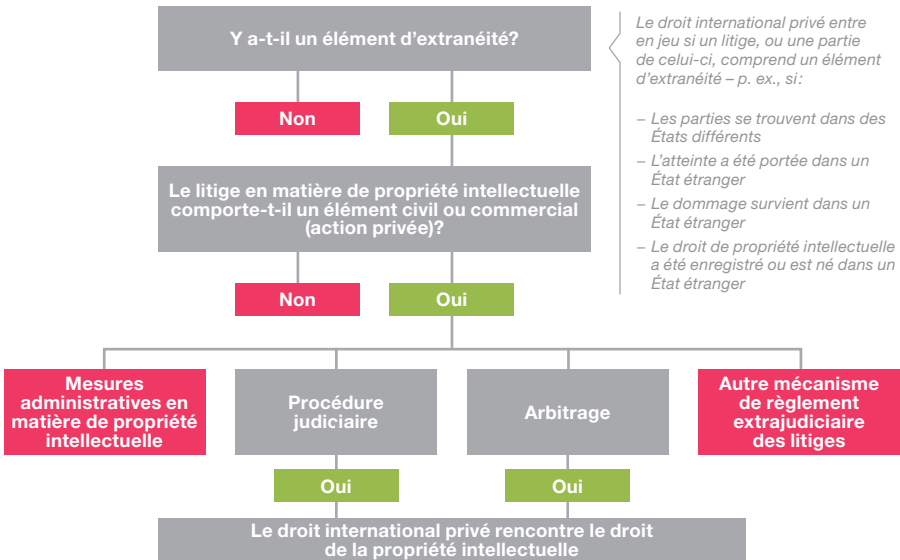 Y a-t-il un élément d’extranéité?
Le droit international privé entre
en jeu si un litige, ou une partie
de celui-ci, comprend un élément
d’extranéité – p. ex., si:
– Les parties se trouvent dans des
États différents
– L’atteinte a été portée dans un
État étranger
– Le dommage survient dans un
État étranger
– Le droit de propriété intellectuelle
a été enregistré ou est né dans un
État étranger
Non
Oui
Le litige en matière de propriété intellectuelle
comporte-t-il un élément civil ou commercial
(action privée)?
Non
Oui
Mesures
administratives en
matière de propriété
intellectuelle
Procédure
judiciaire
Arbitrage
Autre mécanisme
de règlement
extrajudiciaire
des litiges
Oui
Oui
Le droit international privé rencontre le droit
de la propriété intellectuelle